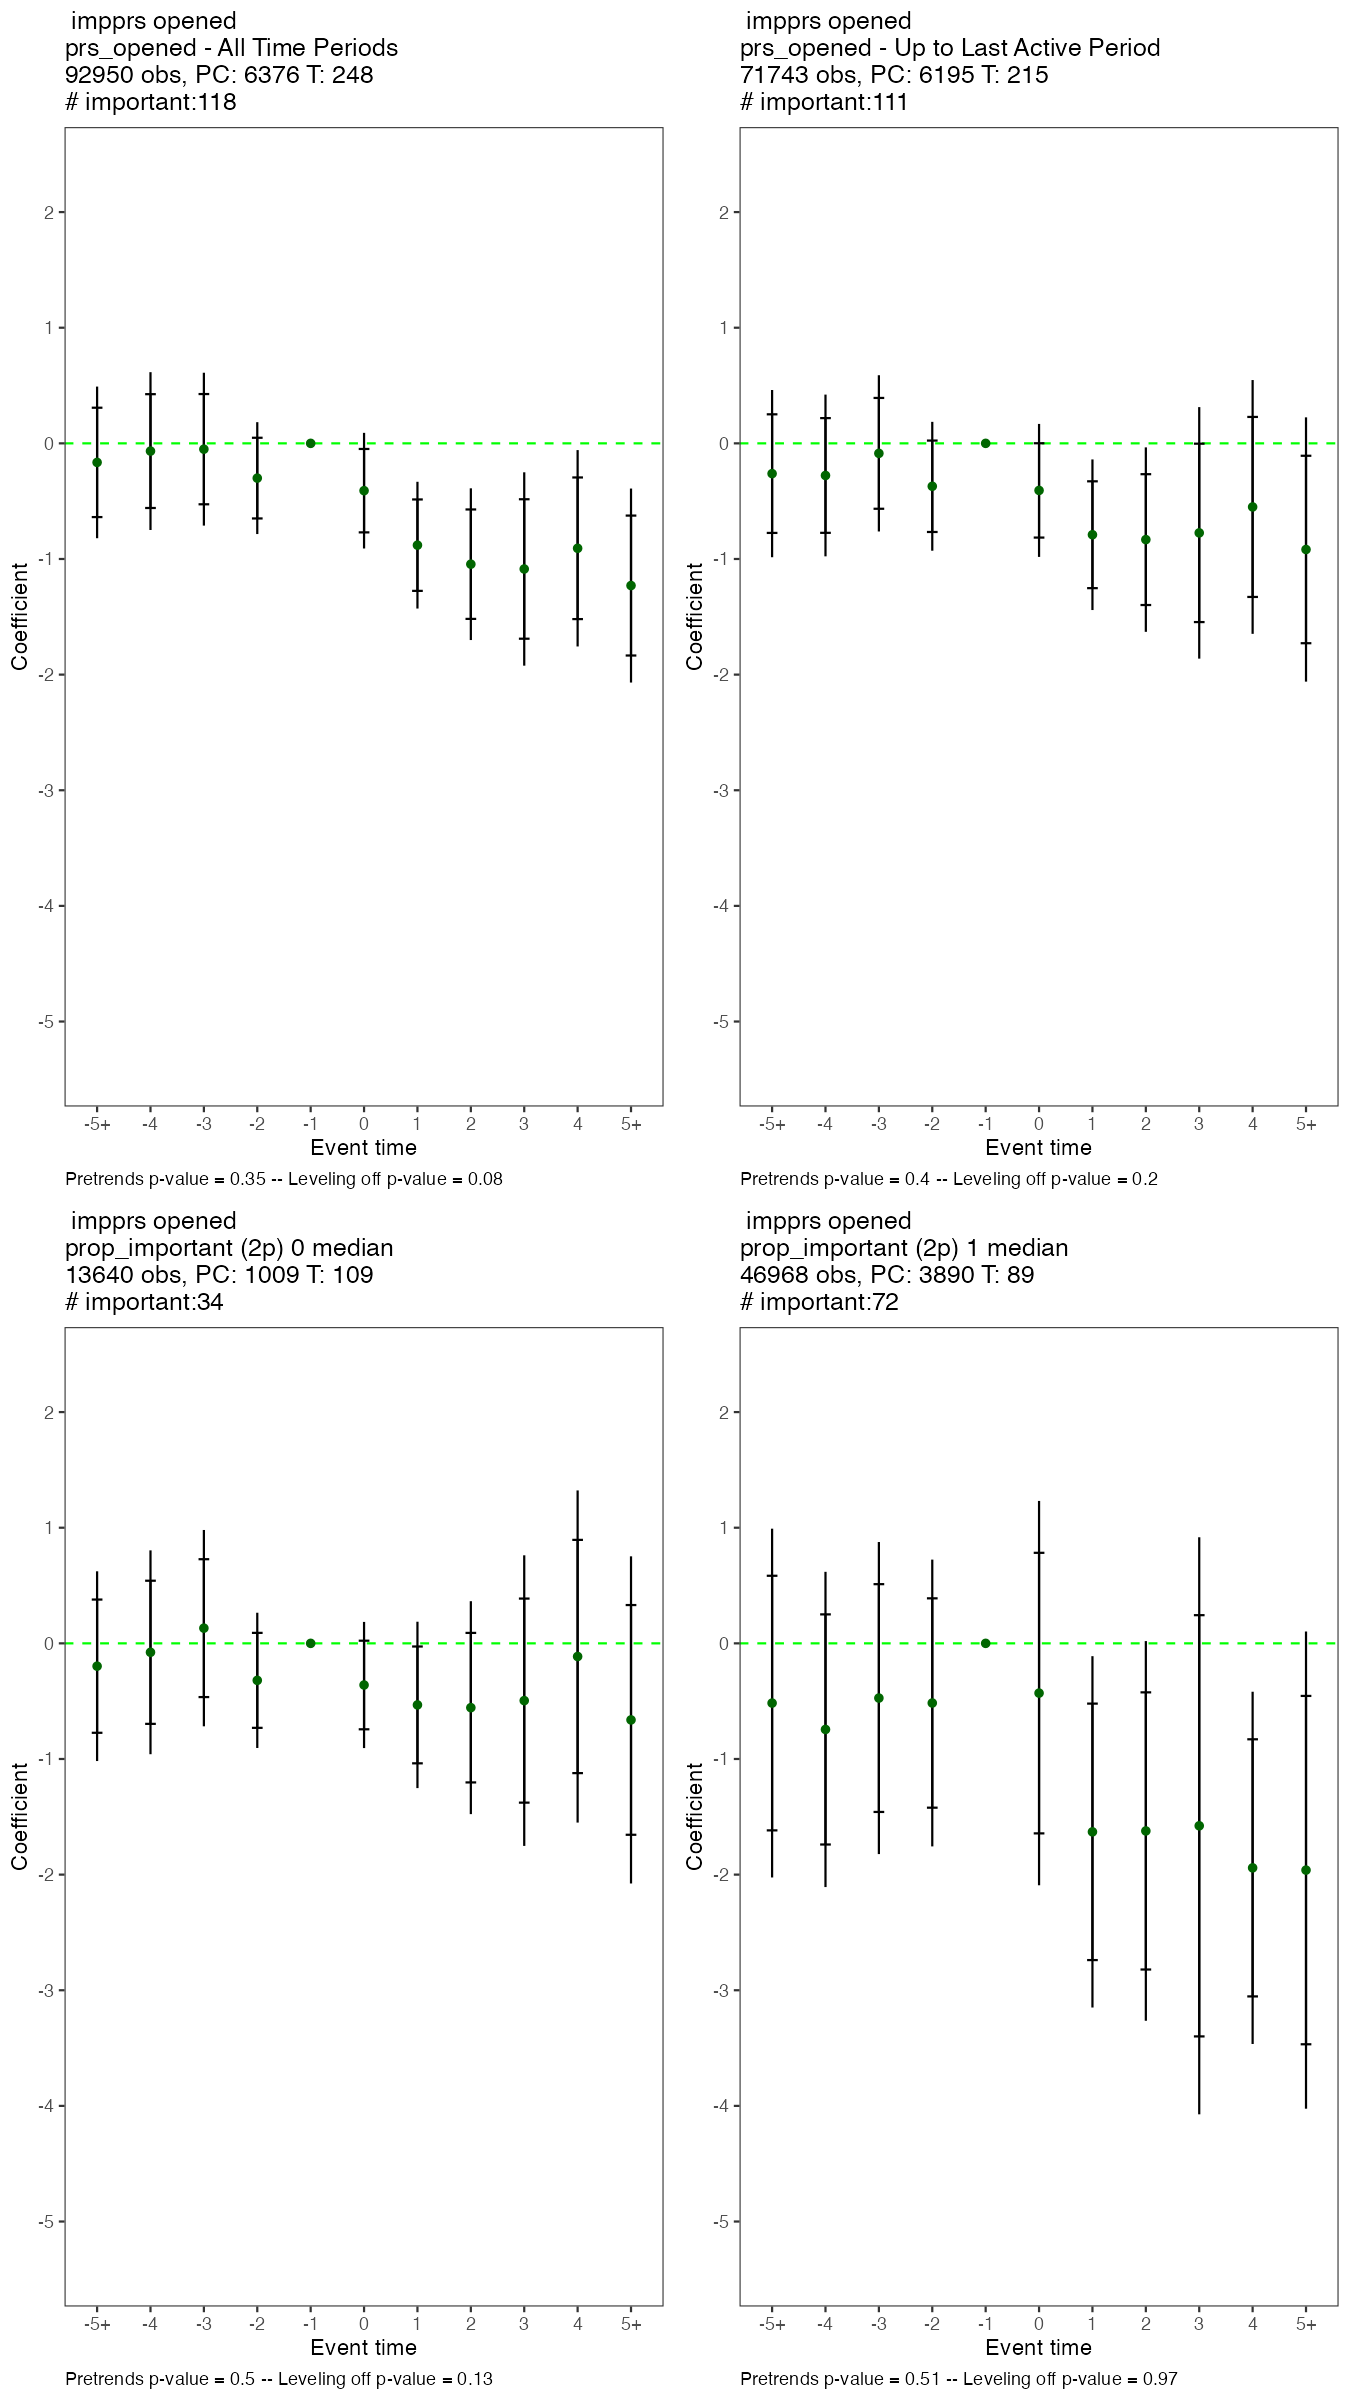 impprs opened
prs_opened - All Time Periods
92950 obs, PC: 6376 T: 248
# important:118
2
1
0
-1
-2
-3
-4
-5
Coefficient
-5+ -4 -3 -2 -1 0 1 2 3 4 5+
Event time
Pretrends p-value = 0.35 -- Leveling off p-value = 0.08
impprs opened
prs_opened - Up to Last Active Period
71743 obs, PC: 6195 T: 215
# important:111
2
1
0
-1
-2
-3
-4
-5
Coefficient
-5+ -4 -3 -2 -1 0 1 2 3 4 5+
Event time
Pretrends p-value = 0.4 -- Leveling off p-value = 0.2
impprs opened
prop_important (2p) 0 median
13640 obs, PC: 1009 T: 109
# important:34
2
1
0
-1
-2
-3
-4
-5
Coefficient
-5+ -4 -3 -2 -1 0 1 2 3 4 5+
Event time
Pretrends p-value = 0.5 -- Leveling off p-value = 0.13
impprs opened
prop_important (2p) 1 median
46968 obs, PC: 3890 T: 89
# important:72
2
1
0
-1
-2
-3
-4
-5
Coefficient
-5+ -4 -3 -2 -1 0 1 2 3 4 5+
Event time
Pretrends p-value = 0.51 -- Leveling off p-value = 0.97